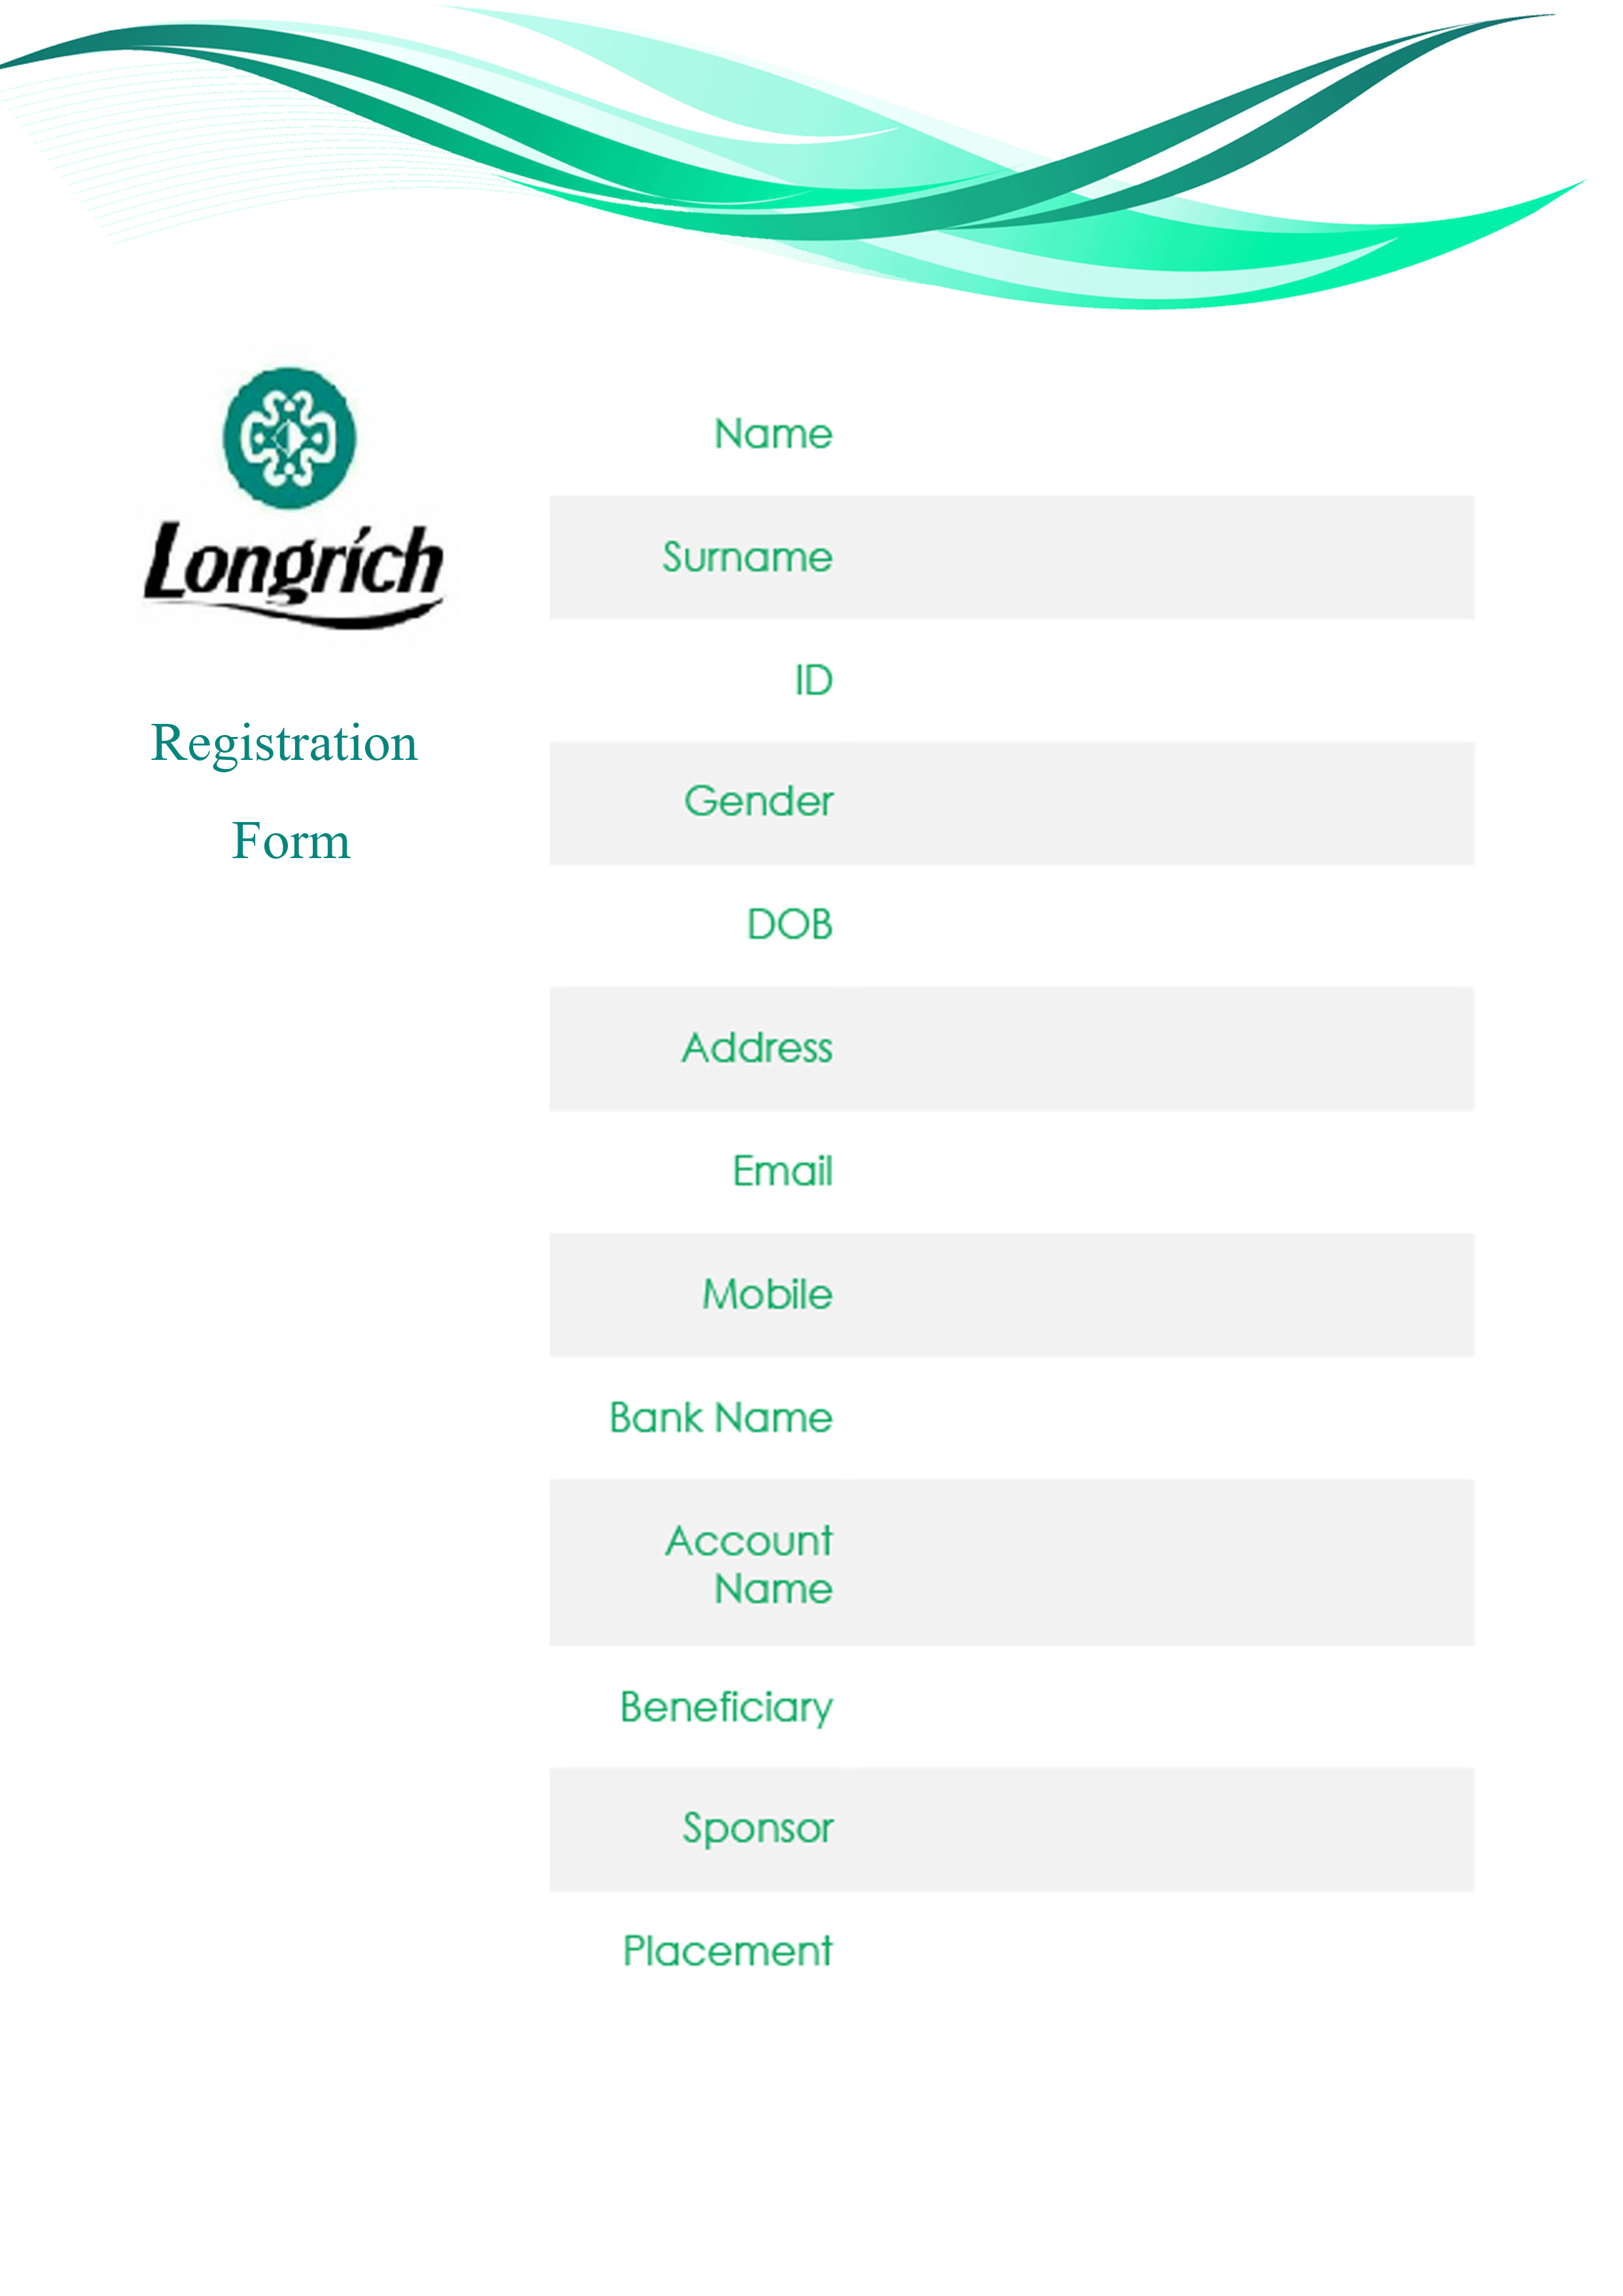 Longrich
Registration
Form
Name
Surname
ID
Gender
DOB
Address
Email
Mobile
Bank Name
Account
Name
Beneficiary
Sponsor
Placement